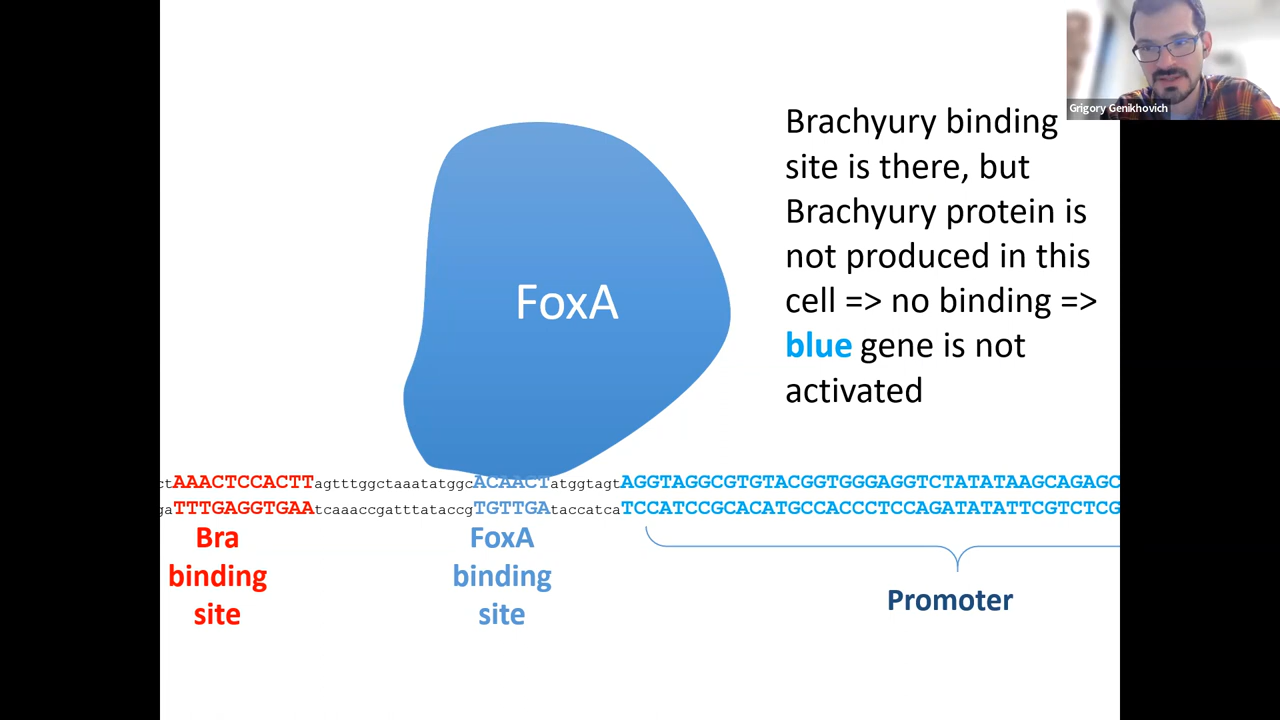 Grigory Genikhovich
Brachyury binding
site is there, but
Brachyury protein is
not produced in this
cell => no binding =>
blue gene is not
activated
FoxA
ctAAACTCCACTTagtttggctaaatatggcACAACTatggtagtAGGTAGGCGTGTACGGTGGGAGGTCTATATAAGCAGAGC
gaTTTGAGGTGAAtcaaaccgatttataccgTGTTGAtaccatcaTCCATCCGCACATGCCACCCTCCAGATATATTCGTCTCG
Bra
binding
site
FoxA
binding
site
Promoter